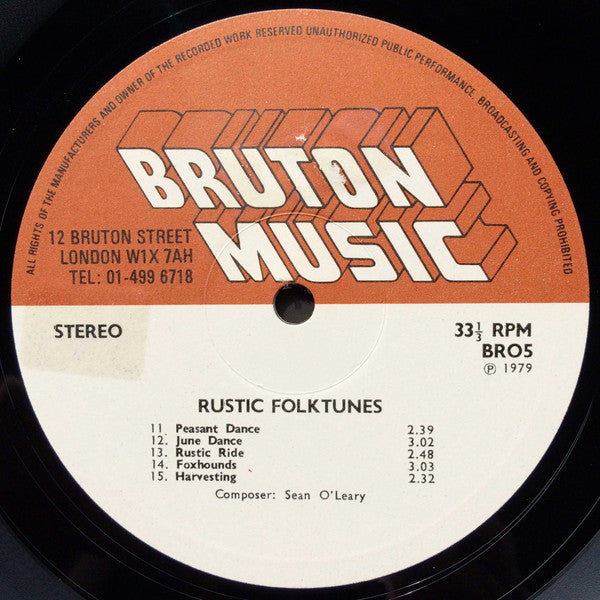 ALL RIGHTS OF THE MANUFACTURERS AND OWNER OF THE RECORDED WORK RESERVED UNAUTHORIZED PUBLIC PERFORMANCE, BROADCASTING AND COPYING PROHIBITED
BRUTON
MUSIC
12 BRUTON STREET
LONDON W1X 7AH
TEL: 01-499 6718
STEREO
33⅓ RPM
BRO5
℗ 1979
RUSTIC FOLKTUNES
11. Peasant Dance 2.39
12. June Dance 3.02
13. Rustic Ride 2.48
14. Foxhounds 3.03
15. Harvesting 2.32
Composer: Sean O'Leary